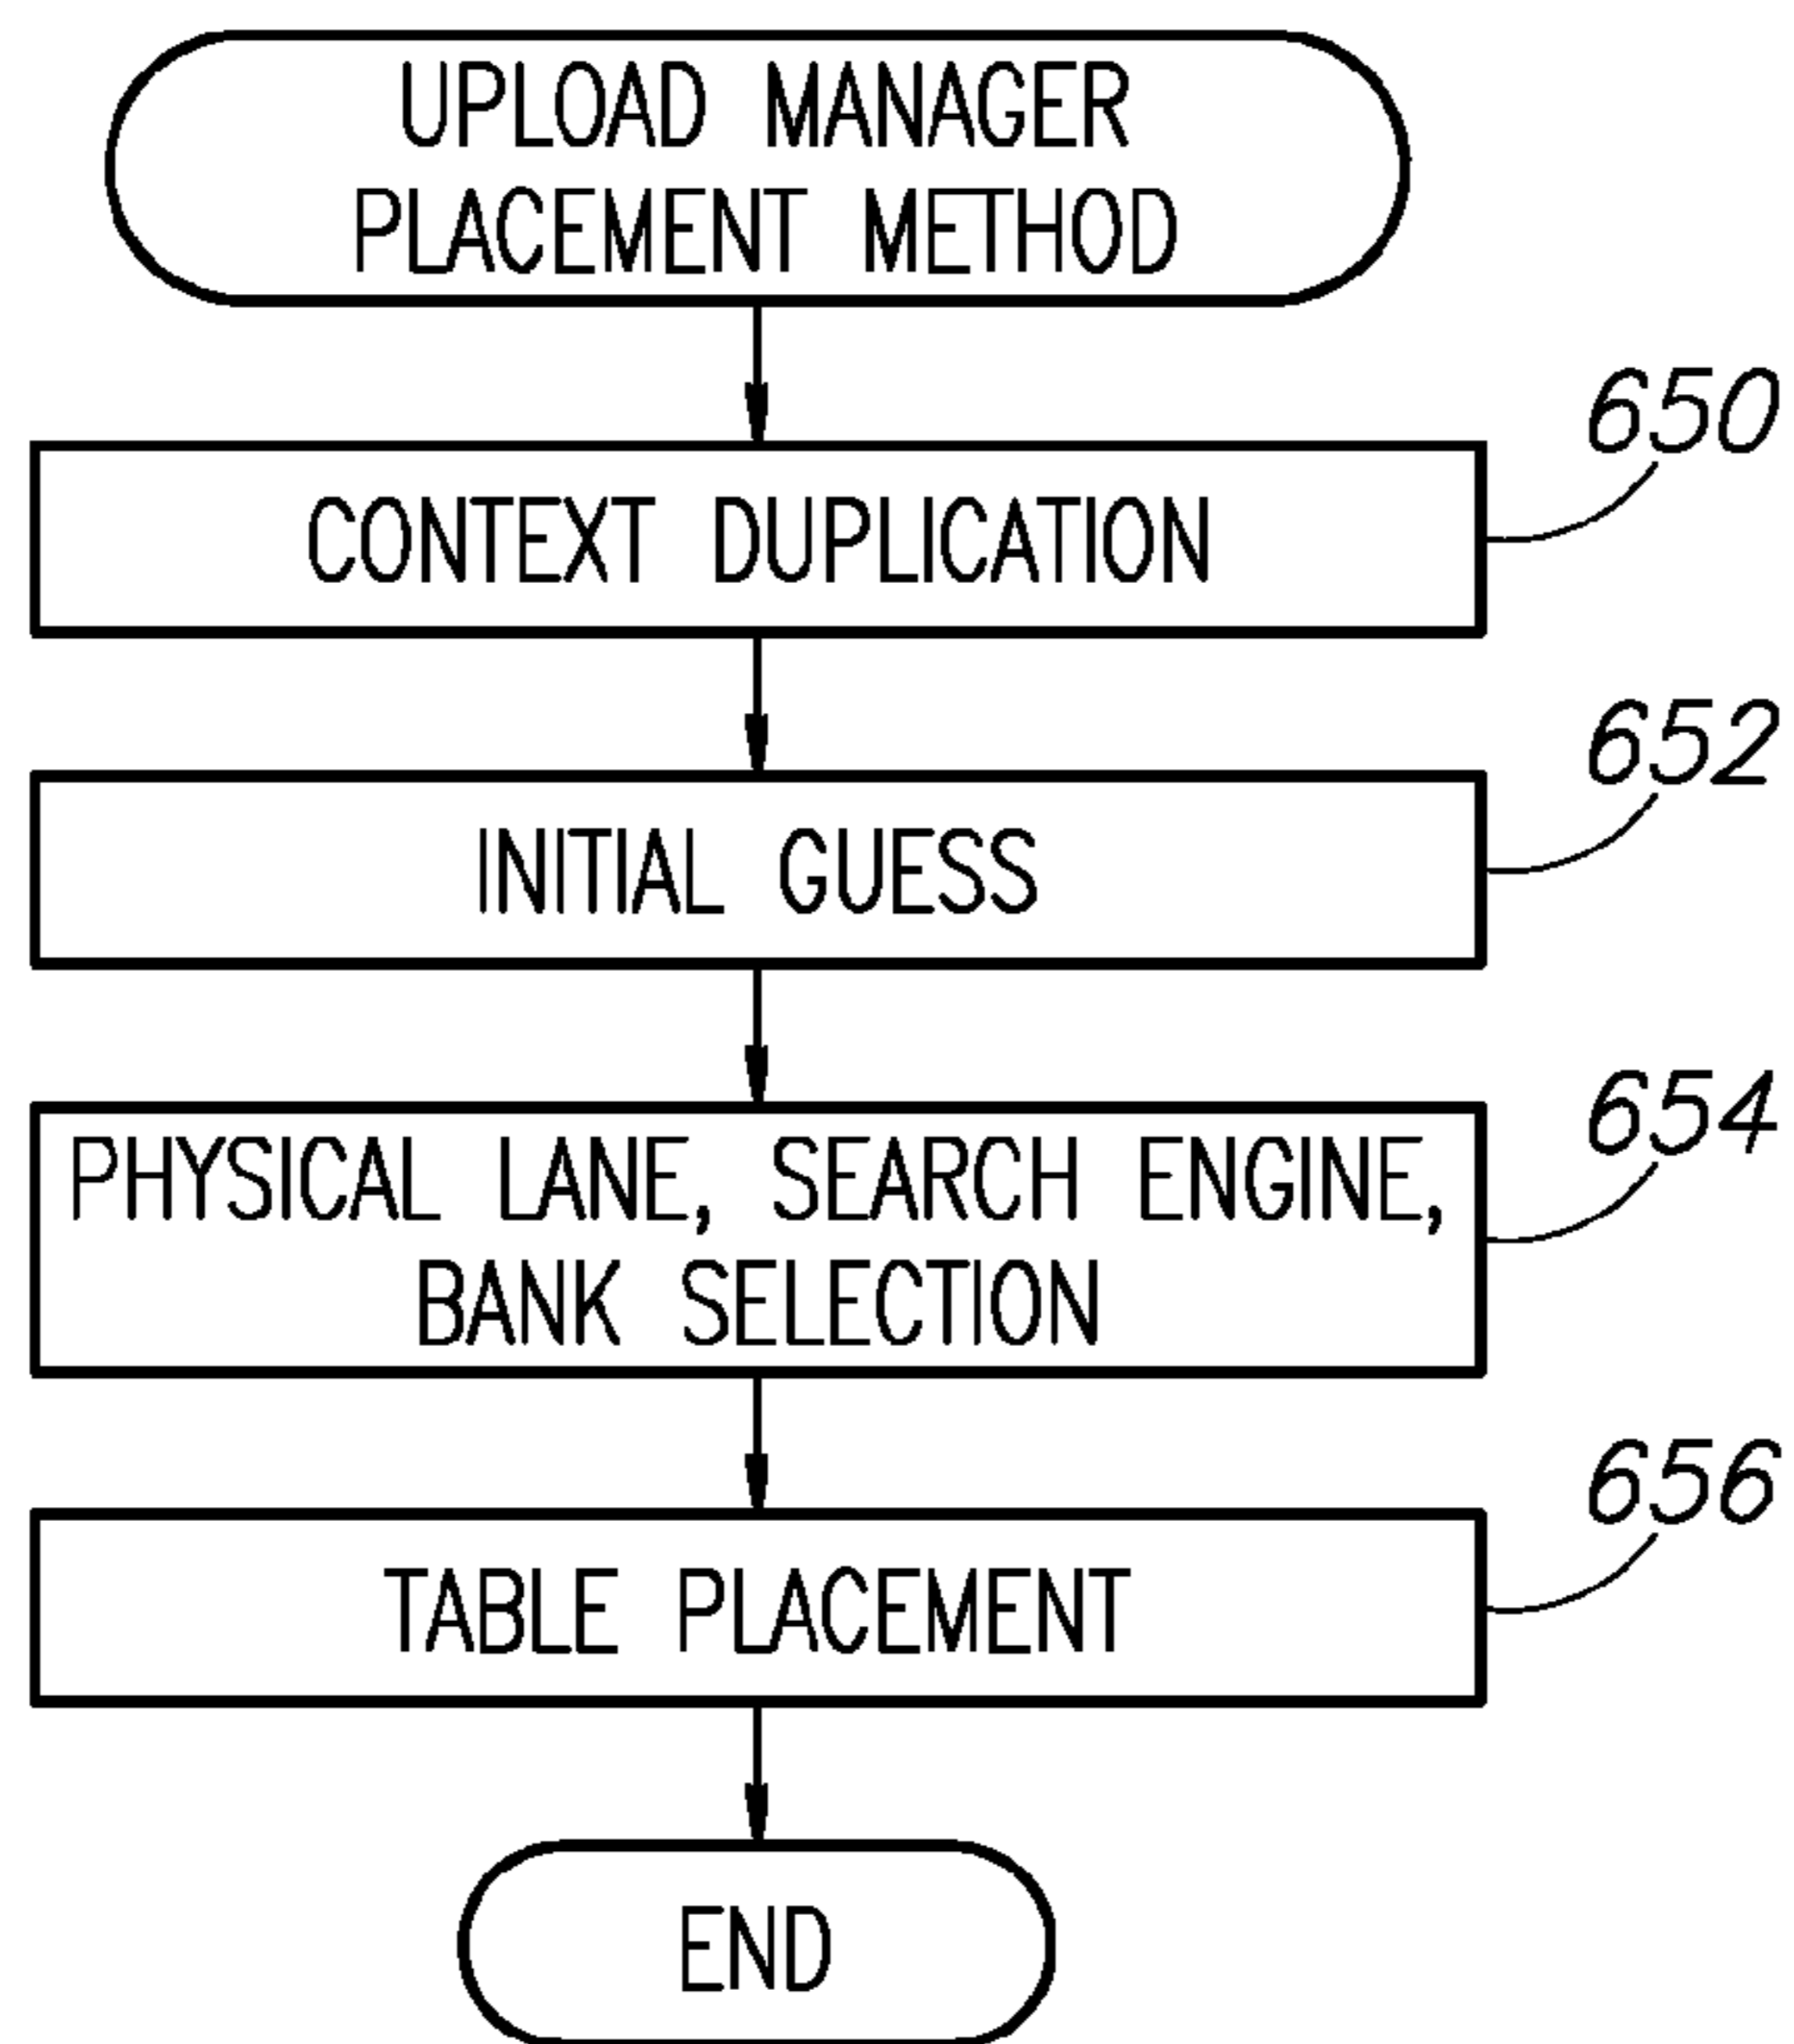 UPLOAD MANAGER
PLACEMENT METHOD
650
CONTEXT DUPLICATION
652
INITIAL GUESS
654
PHYSICAL LANE, SEARCH ENGINE,
BANK SELECTION
656
TABLE PLACEMENT
END